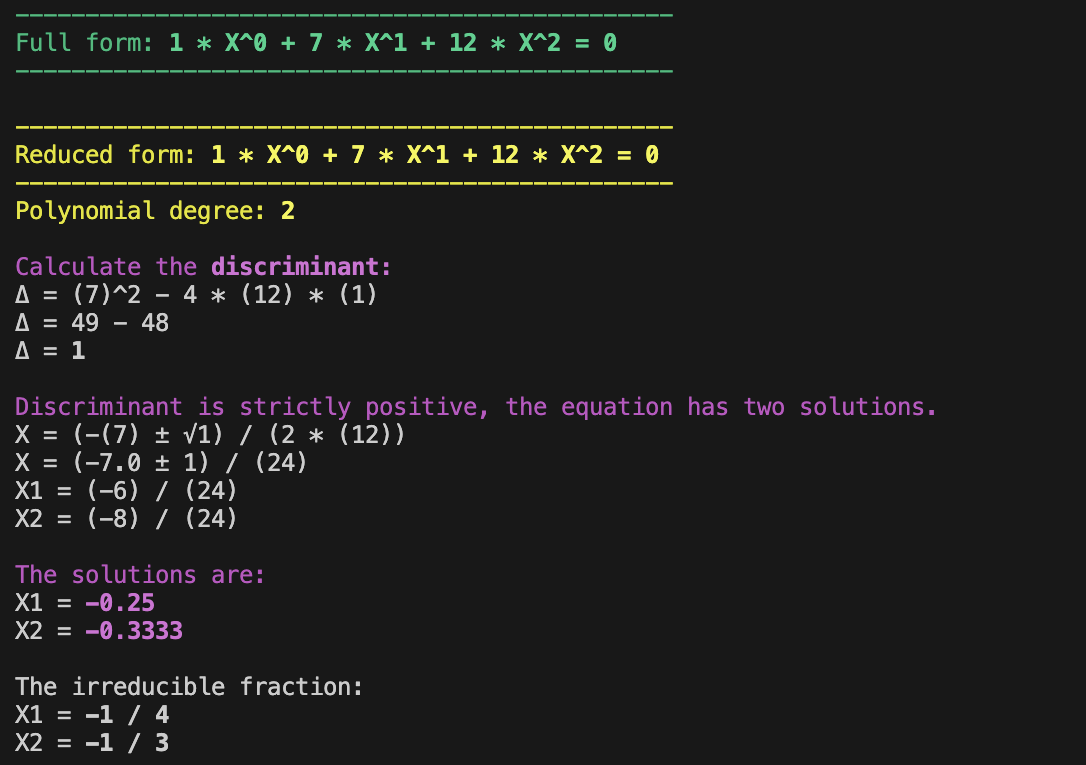 -----------------------------------------------
Full form: 1 * X^0 + 7 * X^1 + 12 * X^2 = 0
-----------------------------------------------
-----------------------------------------------
Reduced form: 1 * X^0 + 7 * X^1 + 12 * X^2 = 0
-----------------------------------------------
Polynomial degree: 2
Calculate the discriminant:
Δ = (7)^2 - 4 * (12) * (1)
Δ = 49 - 48
Δ = 1
Discriminant is strictly positive, the equation has two solutions.
X = (-(7) ± √1) / (2 * (12))
X = (-7.0 ± 1) / (24)
X1 = (-6) / (24)
X2 = (-8) / (24)
The solutions are:
X1 = -0.25
X2 = -0.3333
The irreducible fraction:
X1 = -1 / 4
X2 = -1 / 3